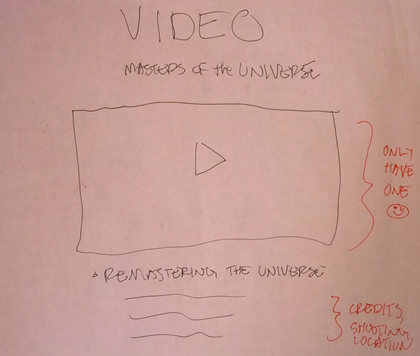 VIDEO
MASTERS OF the UNIVERSE
ONLY
HAVE
ONE
• REMASTERING THE UNIVERSE
CREDITS,
SHOOTING
LOCATION